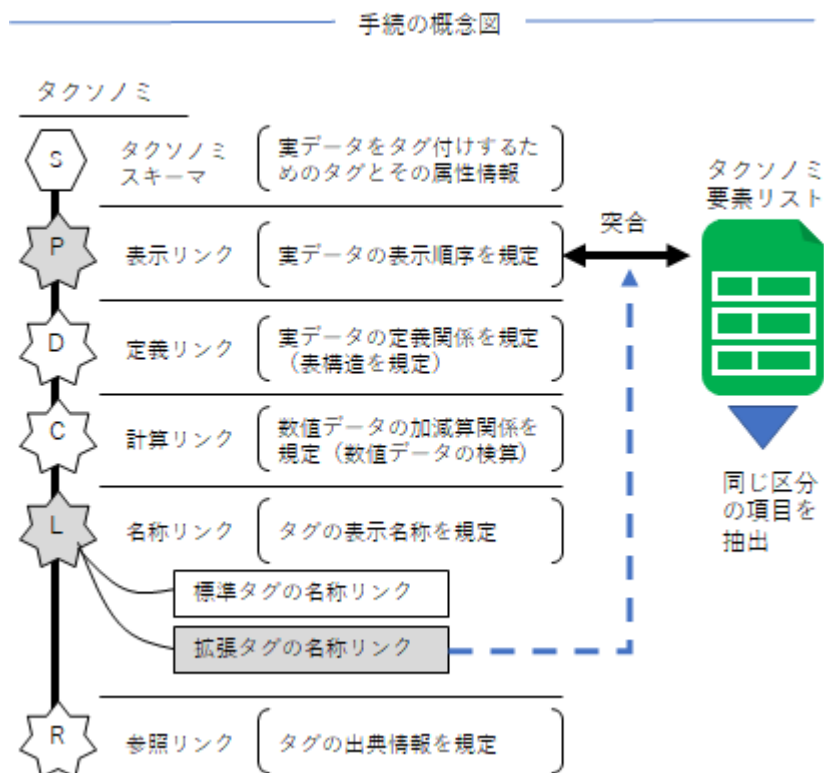 手続の概念図
タクソノミ
S
タクソノミ
スキーマ
実データをタグ付けするた
めのタグとその属性情報
P
表示リンク
実データの表示順序を規定
D
定義リンク
実データの定義関係を規定
（表構造を規定）
C
計算リンク
数値データの加減算関係を
規定（数値データの検算）
L
名称リンク
タグの表示名称を規定
標準タグの名称リンク
拡張タグの名称リンク
R
参照リンク
タグの出典情報を規定
突合
タクソノミ
要素リスト
同じ区分
の項目を
抽出